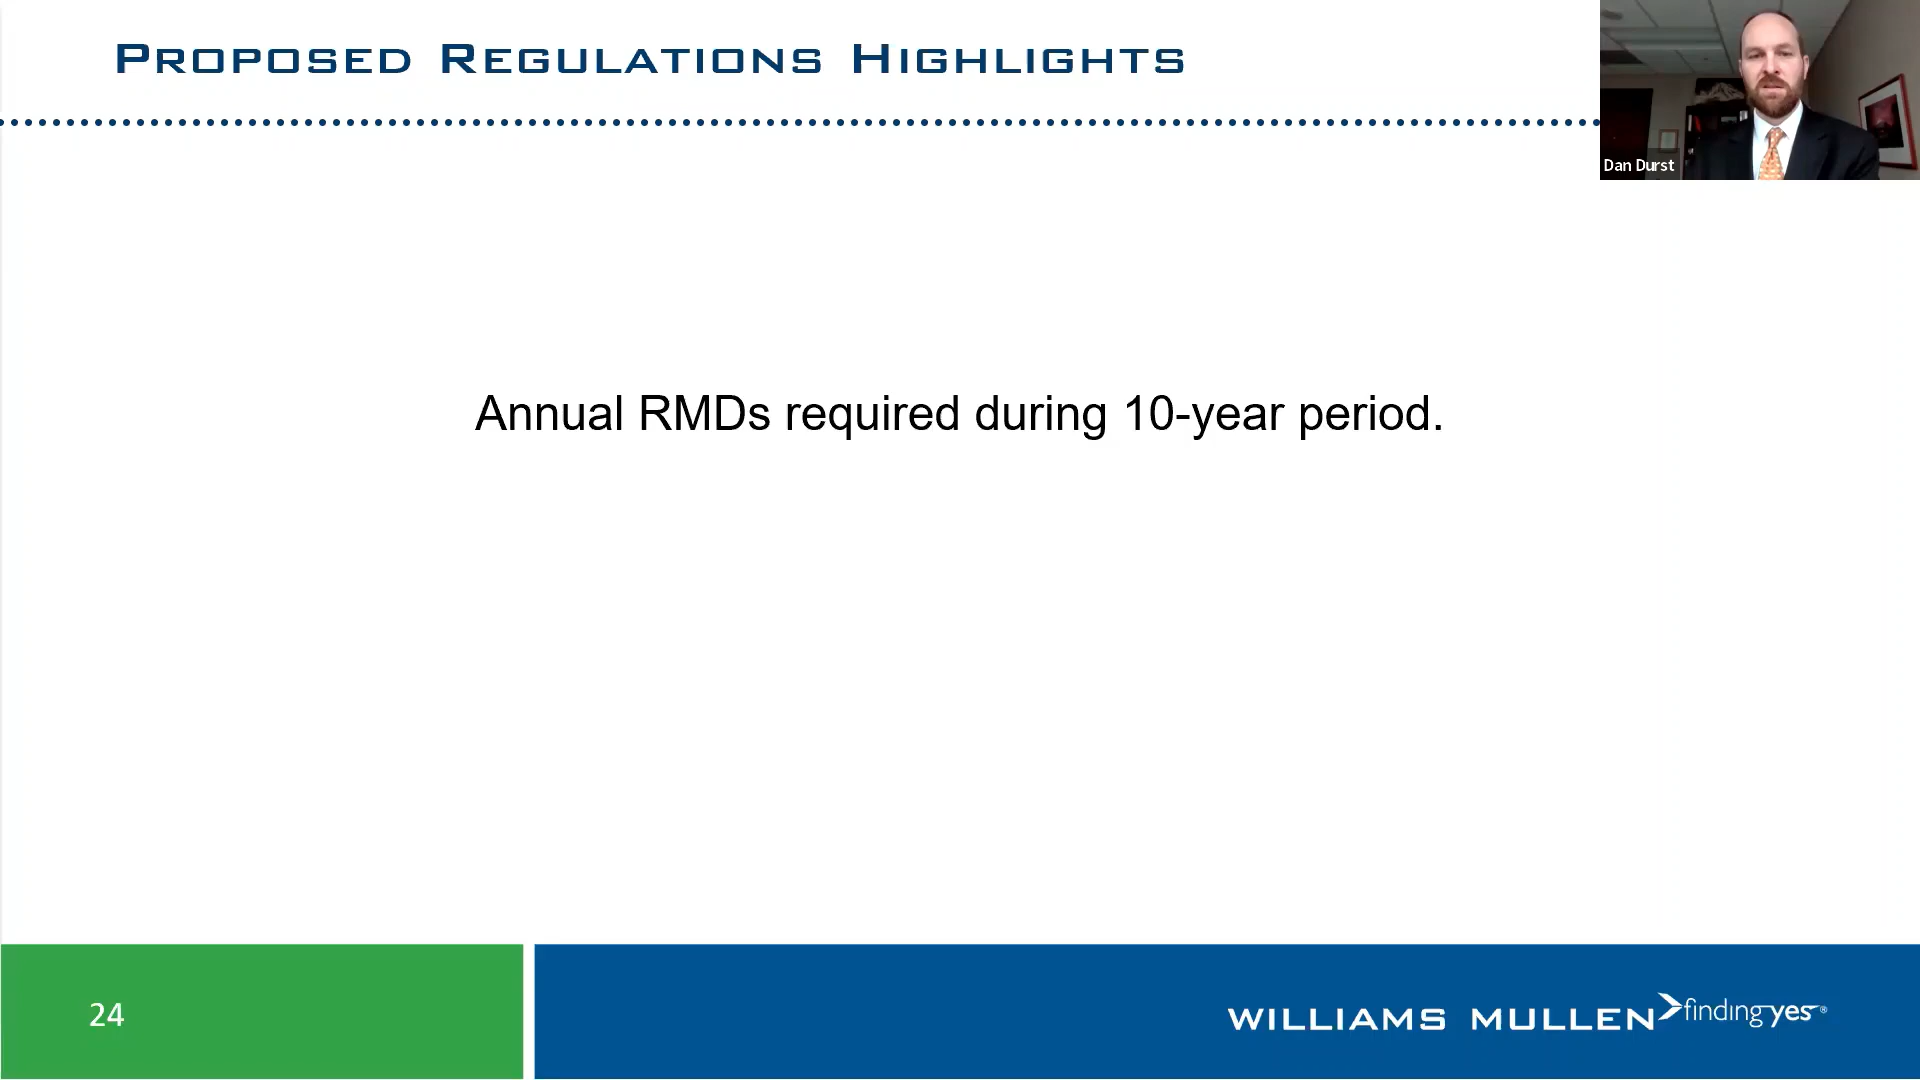 Proposed Regulations Highlights
Dan Durst
Annual RMDs required during 10-year period.
24
WILLIAMS MULLEN findingyes®